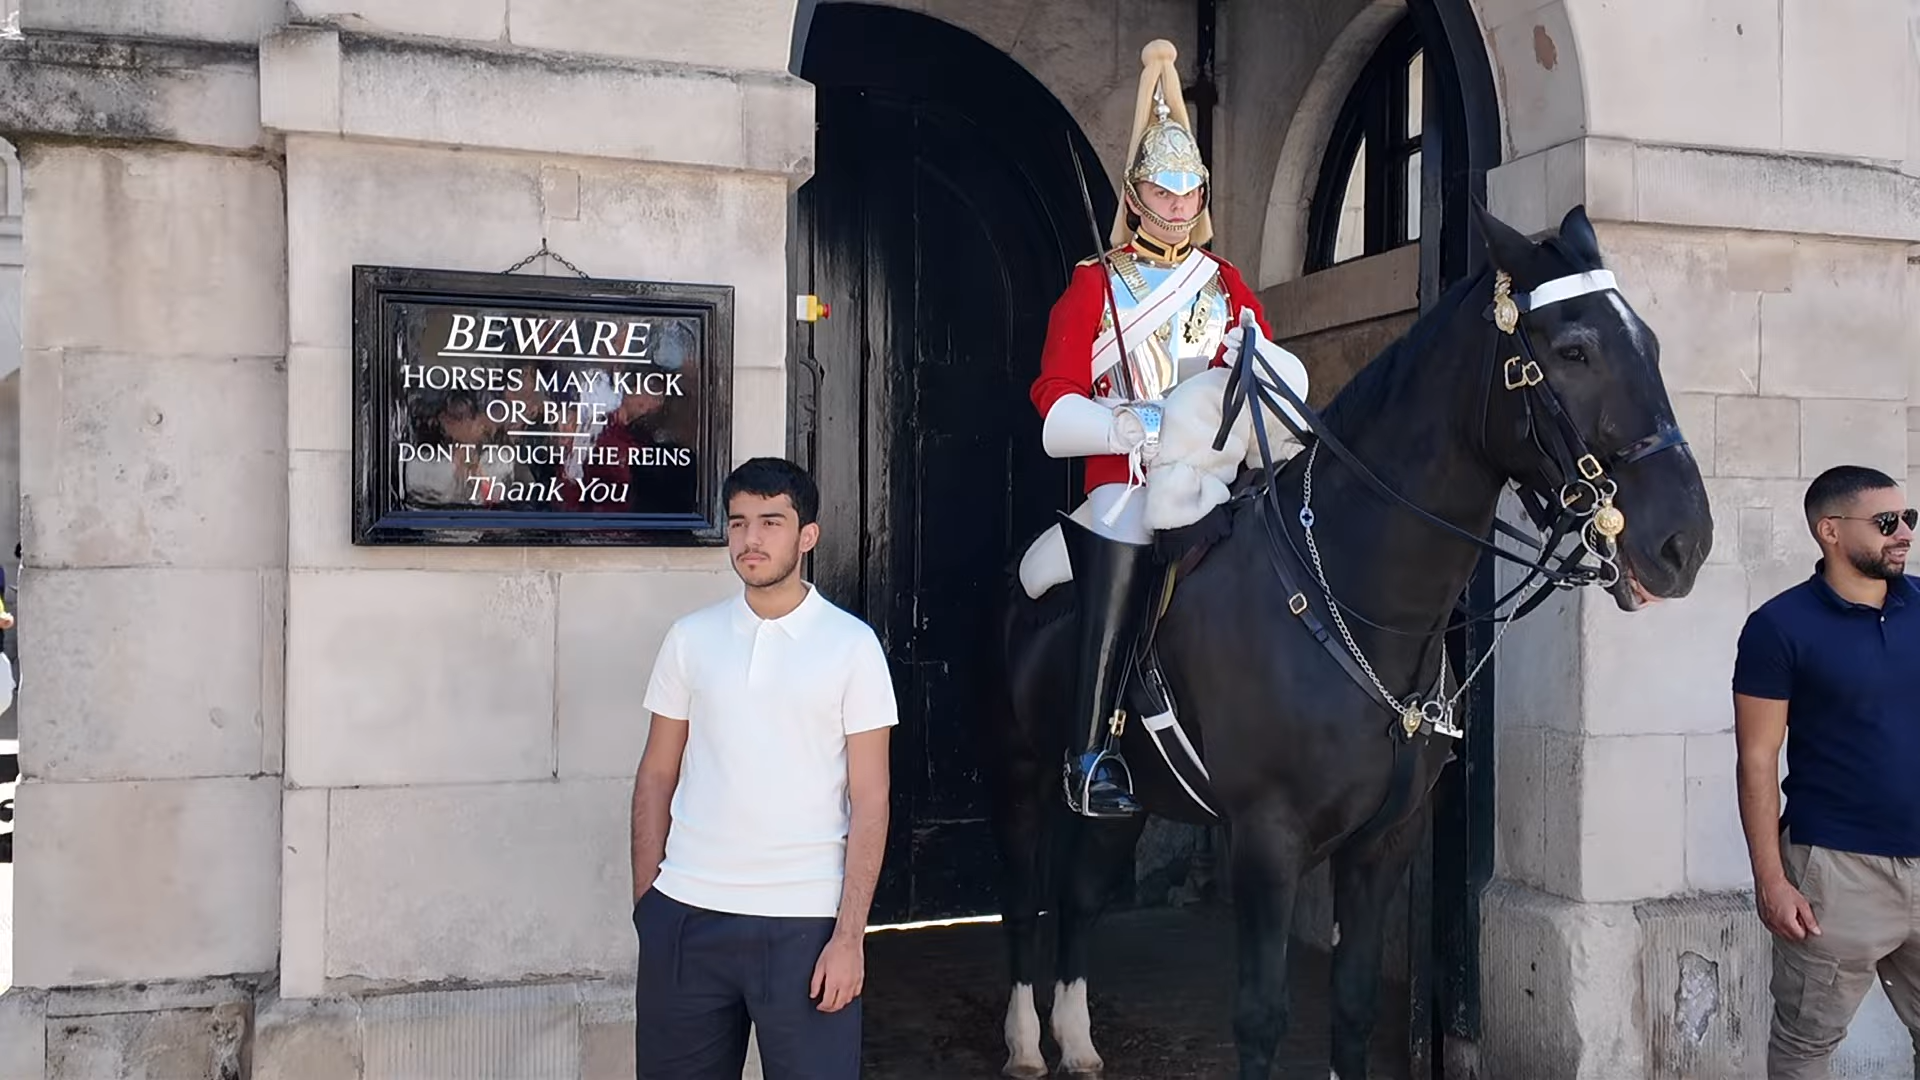 BEWARE
HORSES MAY KICK
OR BITE
DON'T TOUCH THE REINS
Thank You